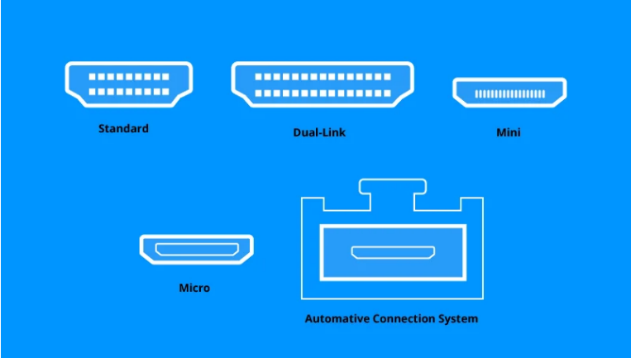 Standard
Dual-Link
Mini
Micro
Automative Connection System